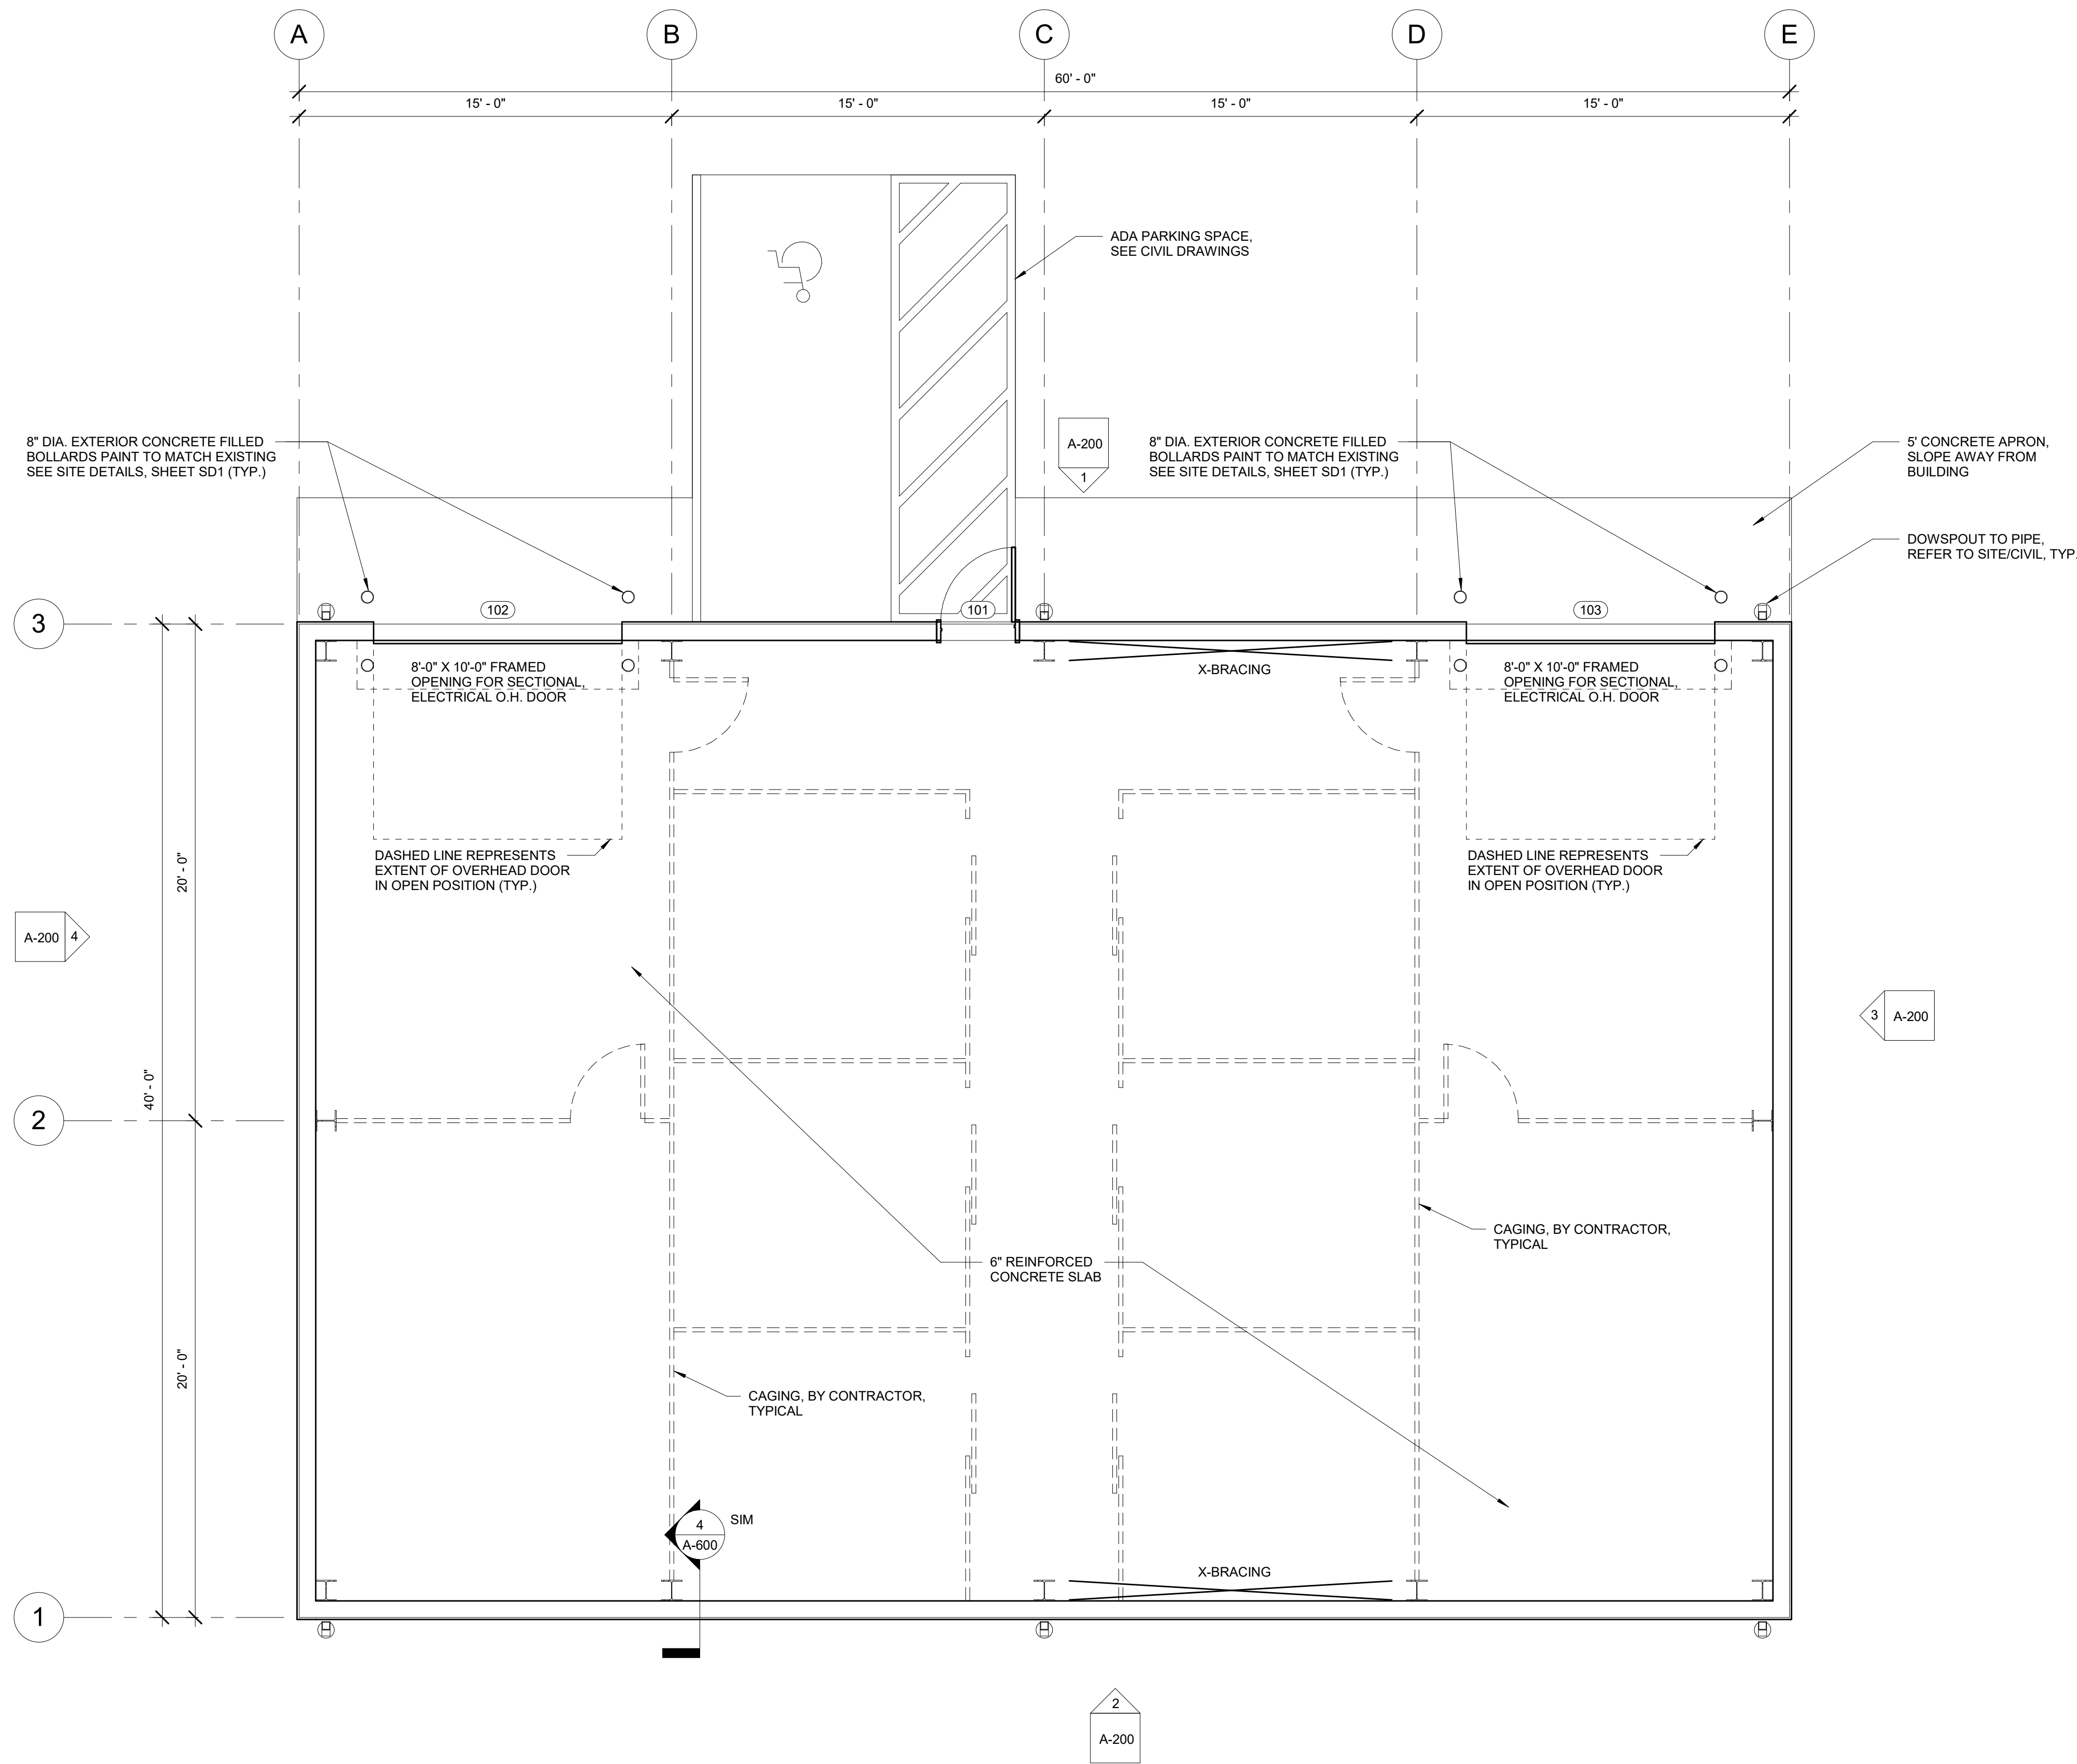 A B C D E
60' - 0"
15' - 0" 15' - 0" 15' - 0" 15' - 0"
ADA PARKING SPACE,
SEE CIVIL DRAWINGS
8" DIA. EXTERIOR CONCRETE FILLED
BOLLARDS PAINT TO MATCH EXISTING
SEE SITE DETAILS, SHEET SD1 (TYP.)
A-200
1
8" DIA. EXTERIOR CONCRETE FILLED
BOLLARDS PAINT TO MATCH EXISTING
SEE SITE DETAILS, SHEET SD1 (TYP.)
5' CONCRETE APRON,
SLOPE AWAY FROM
BUILDING
DOWSPOUT TO PIPE,
REFER TO SITE/CIVIL, TYP.
102 101 103
3
8'-0" X 10'-0" FRAMED
OPENING FOR SECTIONAL,
ELECTRICAL O.H. DOOR
X-BRACING
8'-0" X 10'-0" FRAMED
OPENING FOR SECTIONAL,
ELECTRICAL O.H. DOOR
DASHED LINE REPRESENTS
EXTENT OF OVERHEAD DOOR
IN OPEN POSITION (TYP.)
DASHED LINE REPRESENTS
EXTENT OF OVERHEAD DOOR
IN OPEN POSITION (TYP.)
20' - 0"
A-200 4
3 A-200
40' - 0"
2
CAGING, BY CONTRACTOR,
TYPICAL
6" REINFORCED
CONCRETE SLAB
20' - 0"
CAGING, BY CONTRACTOR,
TYPICAL
4
A-600
SIM
X-BRACING
1
2
A-200